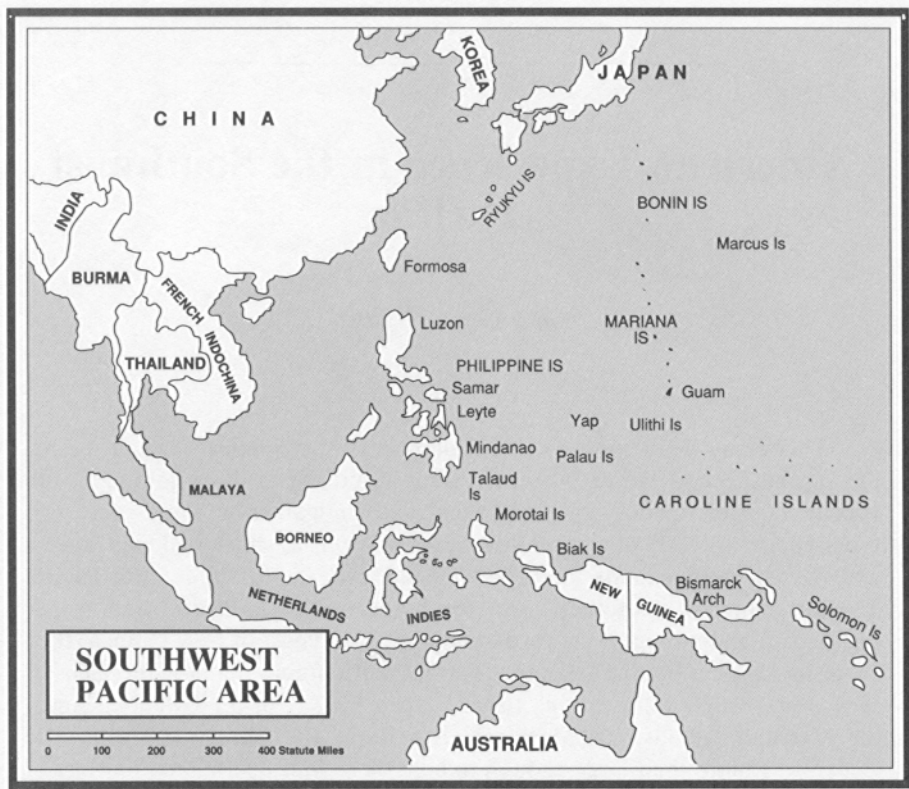 KOREA
JAPAN
CHINA
RYUKYU IS
BONIN IS
INDIA
Marcus Is
Formosa
BURMA
FRENCH INDOCHINA
Luzon
MARIANA
IS
THAILAND
PHILIPPINE IS
Samar
Guam
Leyte
Yap
Ulithi Is
Mindanao
Palau Is
Talaud
Is
MALAYA
CAROLINE ISLANDS
Morotai Is
BORNEO
Biak Is
Bismarck
Arch
NEW GUINEA
Solomon Is
NETHERLANDS INDIES
SOUTHWEST
PACIFIC AREA
0 100 200 300 400 Statute Miles
AUSTRALIA